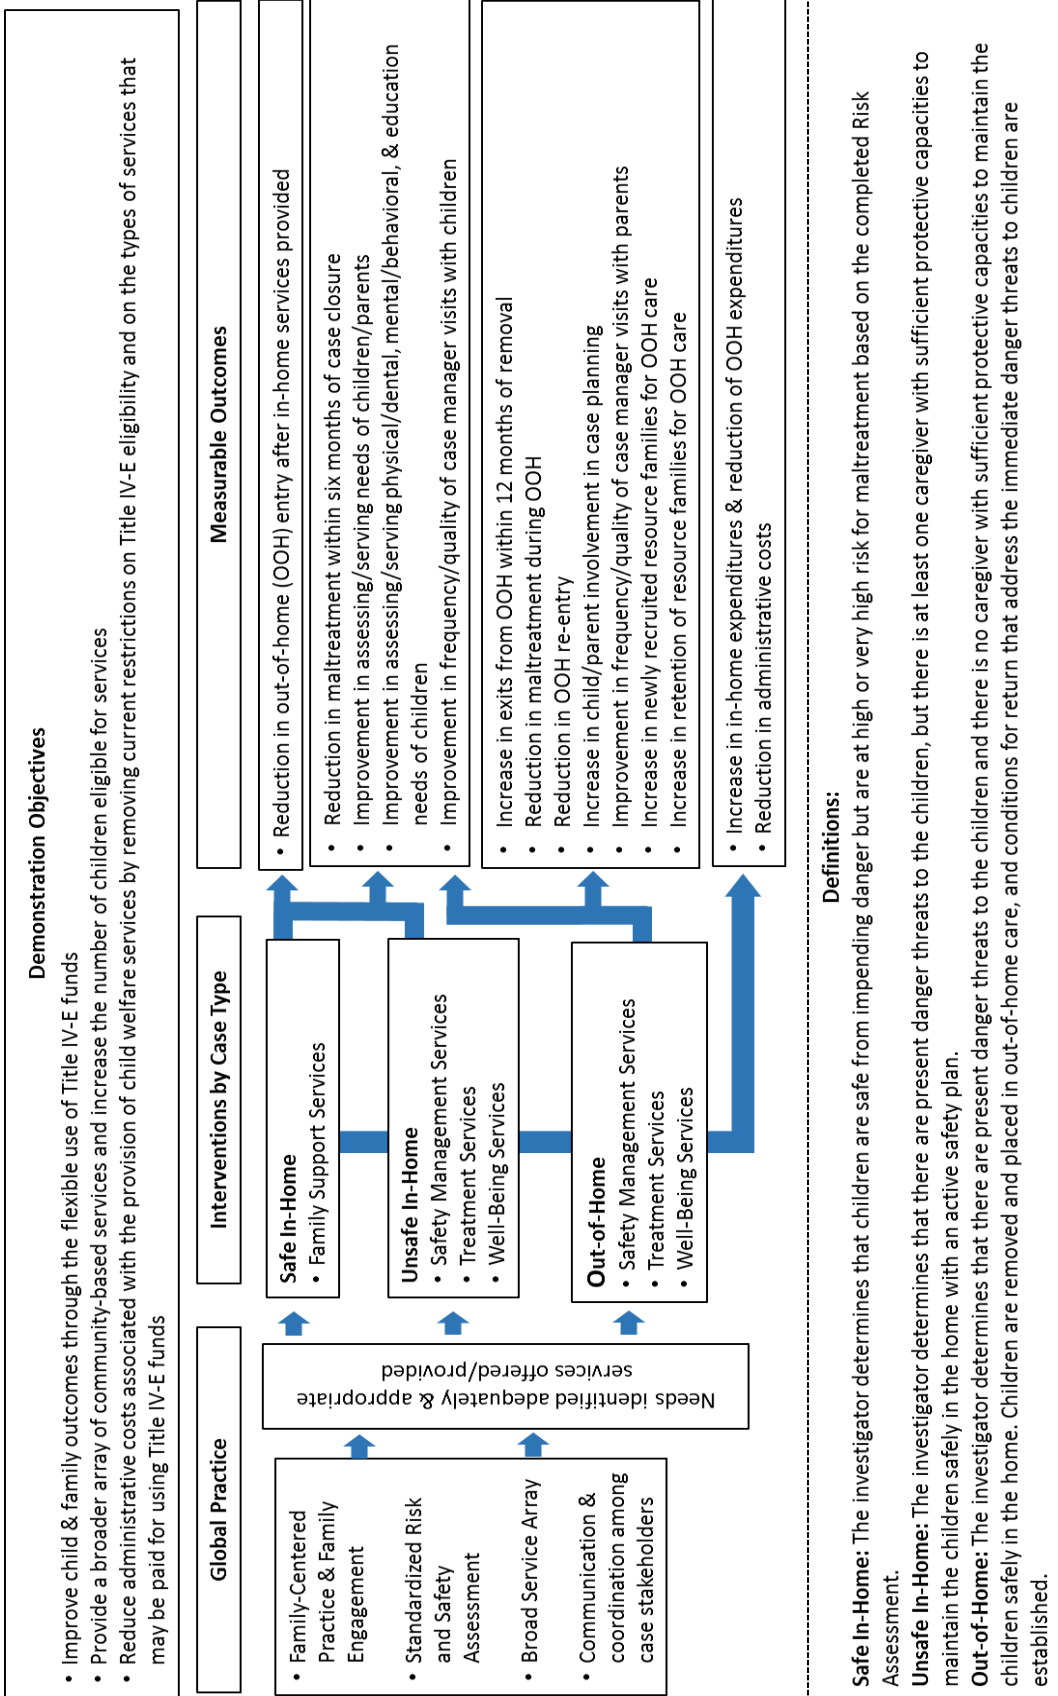 Demonstration Objectives
• Improve child & family outcomes through the flexible use of Title IV-E funds
• Provide a broader array of community-based services and increase the number of children eligible for services
• Reduce administrative costs associated with the provision of child welfare services by removing current restrictions on Title IV-E eligibility and on the types of services that
may be paid for using Title IV-E funds
Global Practice
Interventions by Case Type
Measurable Outcomes
• Family-Centered
Practice & Family
Engagement
• Standardized Risk
and Safety
Assessment
• Broad Service Array
• Communication &
coordination among
case stakeholders
Needs identified adequately & appropriate
services offered/provided
Safe In-Home
• Family Support Services
Unsafe In-Home
• Safety Management Services
• Treatment Services
• Well-Being Services
Out-of-Home
• Safety Management Services
• Treatment Services
• Well-Being Services
• Reduction in out-of-home (OOH) entry after in-home services provided
• Reduction in maltreatment within six months of case closure
• Improvement in assessing/serving needs of children/parents
• Improvement in assessing/serving physical/dental, mental/behavioral, & education
needs of children
• Improvement in frequency/quality of case manager visits with children
• Increase in exits from OOH within 12 months of removal
• Reduction in maltreatment during OOH
• Reduction in OOH re-entry
• Increase in child/parent involvement in case planning
• Improvement in frequency/quality of case manager visits with parents
• Increase in newly recruited resource families for OOH care
• Increase in retention of resource families for OOH care
• Increase in in-home expenditures & reduction of OOH expenditures
• Reduction in administrative costs
Definitions:
Safe In-Home: The investigator determines that children are safe from impending danger but are at high or very high risk for maltreatment based on the completed Risk
Assessment.
Unsafe In-Home: The investigator determines that there are present danger threats to the children, but there is at least one caregiver with sufficient protective capacities to
maintain the children safely in the home with an active safety plan.
Out-of-Home: The investigator determines that there are present danger threats to the children and there is no caregiver with sufficient protective capacities to maintain the
children safely in the home. Children are removed and placed in out-of-home care, and conditions for return that address the immediate danger threats to children are
established.